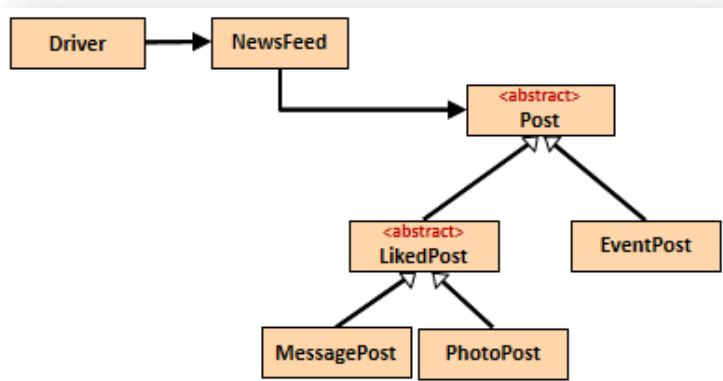 Driver
NewsFeed
<abstract>
Post
<abstract>
LikedPost
EventPost
MessagePost
PhotoPost